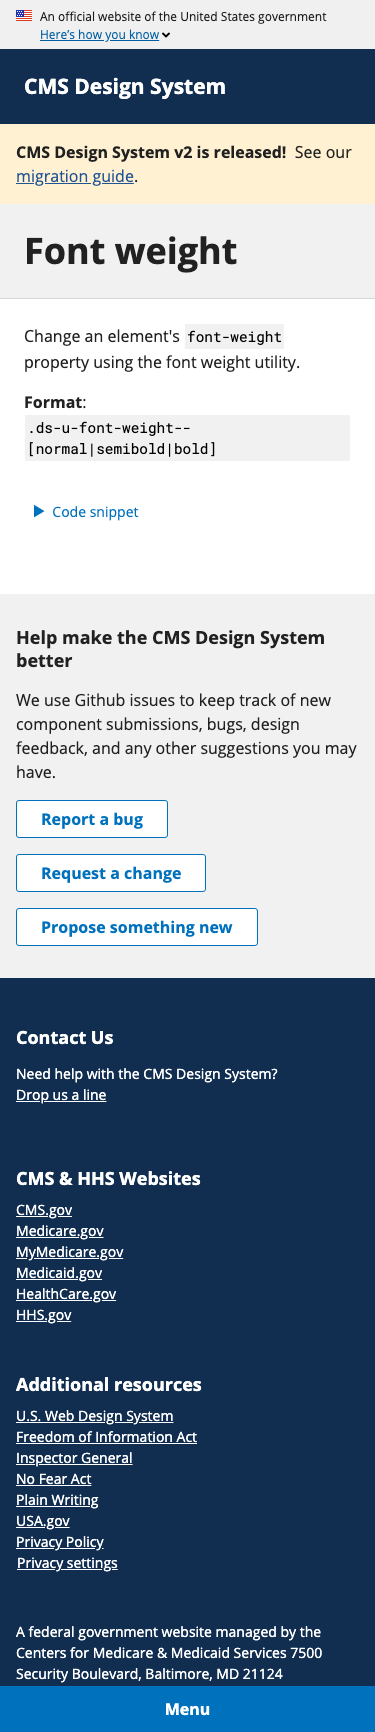 An official website of the United States government
Here's how you know
CMS Design System
CMS Design System v2 is released! See our
migration guide.
Font weight
Change an element's font-weight
property using the font weight utility.
Format:
.ds-u-font-weight--
[normal|semibold|bold]
Code snippet
Help make the CMS Design System
better
We use Github issues to keep track of new
component submissions, bugs, design
feedback, and any other suggestions you may
have.
Report a bug
Request a change
Propose something new
Contact Us
Need help with the CMS Design System?
Drop us a line
CMS & HHS Websites
CMS.gov
Medicare.gov
MyMedicare.gov
Medicaid.gov
HealthCare.gov
HHS.gov
Additional resources
U.S. Web Design System
Freedom of Information Act
Inspector General
No Fear Act
Plain Writing
USA.gov
Privacy Policy
Privacy settings
A federal government website managed by the
Centers for Medicare & Medicaid Services 7500
Security Boulevard, Baltimore, MD 21124
Menu